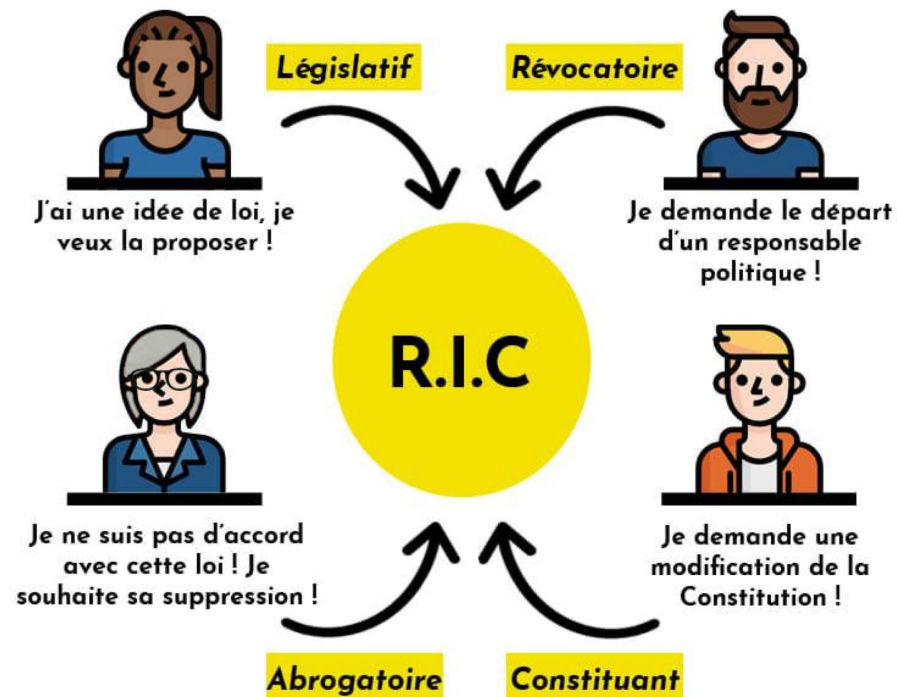 Législatif
Révocatoire
J'ai une idée de loi, je
veux la proposer !
Je demande le départ
d'un responsable
politique !
R.I.C
Je ne suis pas d'accord
avec cette loi ! Je
souhaite sa suppression !
Je demande une
modification de la
Constitution !
Abrogatoire
Constituant